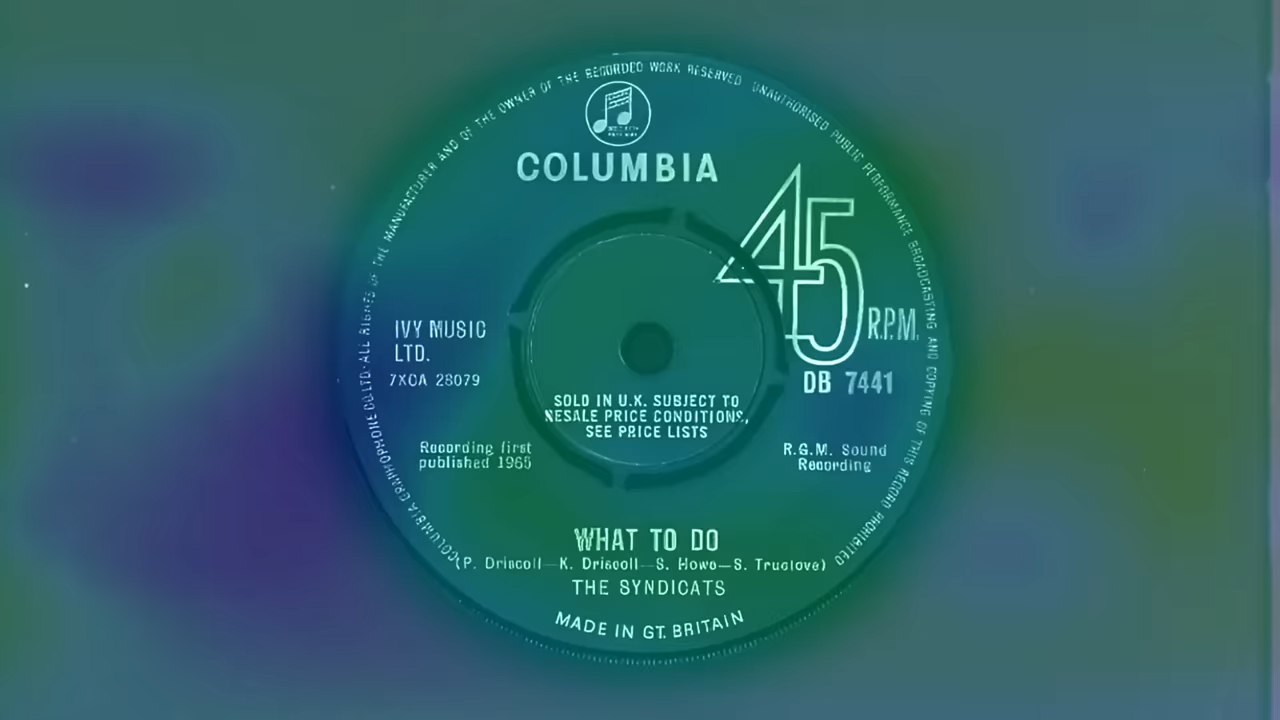 COLUMBIA GRAMOPHONE CO. LTD·ALL RIGHTS OF THE MANUFACTURER AND OF THE OWNER OF THE RECORDED WORK RESERVED UNAUTHORISED PUBLIC PERFORMANCE BROADCASTING AND COPYING OF THIS RECORD PROHIBITED
COLUMBIA
45
R.P.M.
IVY MUSIC
LTD.
7XCA 28079
DB 7441
SOLD IN U.K. SUBJECT TO
RESALE PRICE CONDITIONS,
SEE PRICE LISTS
Recording first
published 1965
R.G.M. Sound
Recording
WHAT TO DO
(P. Driscoll—K. Driscoll—S. Howe—S. Truelove)
THE SYNDICATS
MADE IN GT. BRITAIN